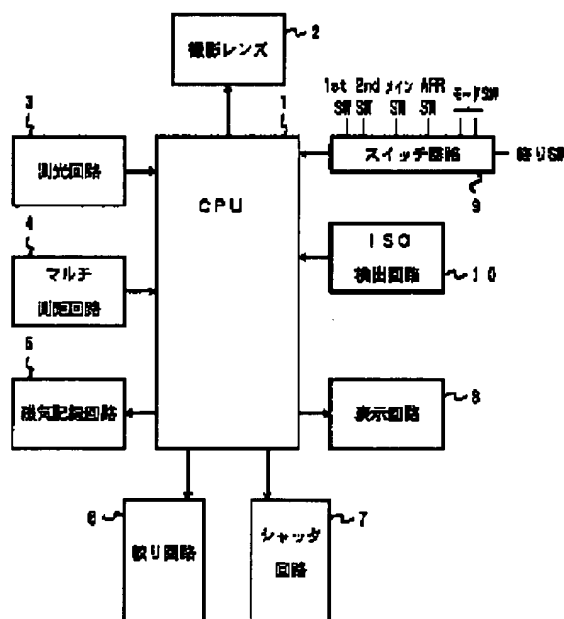 撮影レンズ
2
1st 2nd メイン AFR モードSW
SW SW SW SW
3
1
測光回路
スイッチ回路
絞りSW
9
CPU
4
ISO
検出回路
10
マルチ
測距回路
5
磁気記録回路
表示回路
8
6
絞り回路
シャッタ
回路
7